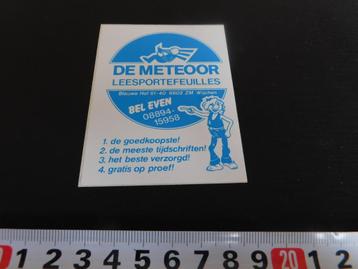 DE METEOOR
LEESPORTEFEUILLES
Blauwe Hof 51-40 6602 ZM Wijchen
BEL EVEN
08894-
15958
1. de goedkoopste!
2. de meeste tijdschriften!
3. het beste verzorgd!
4. gratis op proef!
1 2 3 4 5 6 7 8 9 20 1 2